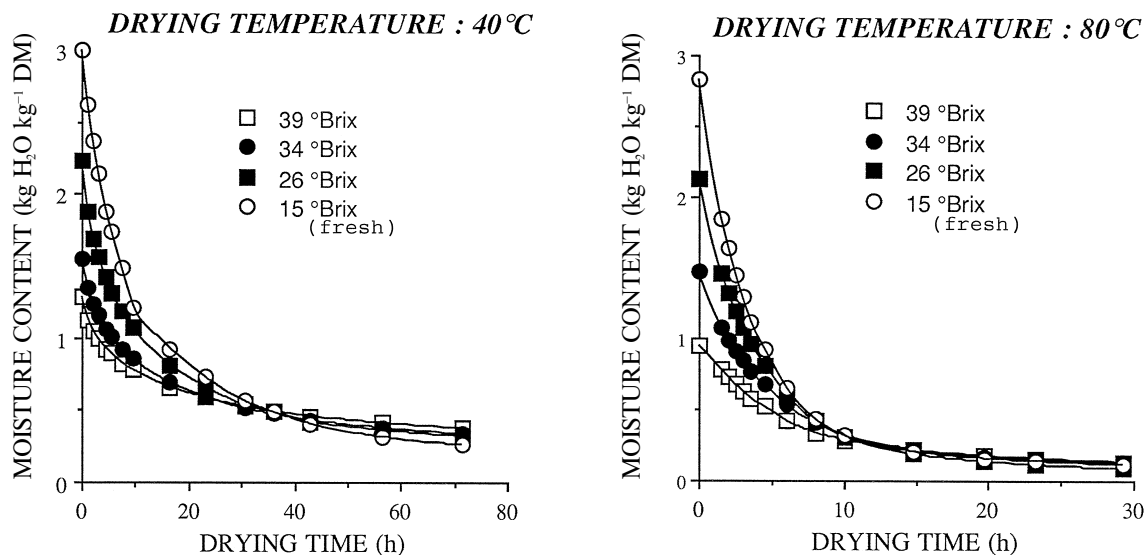 DRYING TEMPERATURE : 40°C
MOISTURE CONTENT (kg H₂O kg⁻¹ DM)
3
2
1
0
39 °Brix
34 °Brix
26 °Brix
15 °Brix
(fresh)
0 20 40 60 80
DRYING TIME (h)
DRYING TEMPERATURE : 80°C
MOISTURE CONTENT (kg H₂O kg⁻¹ DM)
3
2
1
0
39 °Brix
34 °Brix
26 °Brix
15 °Brix
(fresh)
0 10 20 30
DRYING TIME (h)